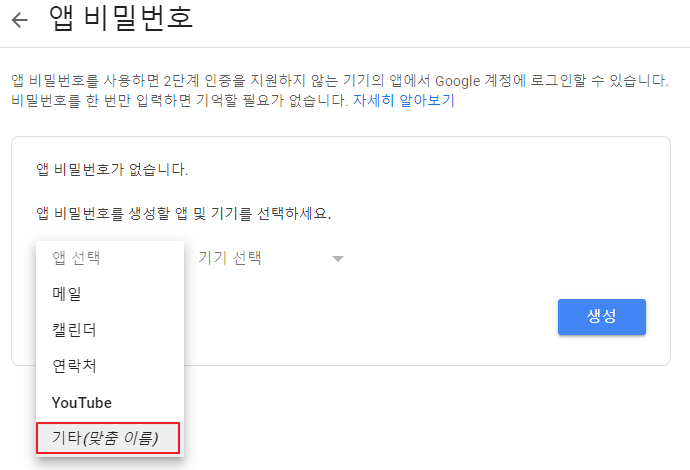 앱 비밀번호
앱 비밀번호를 사용하면 2단계 인증을 지원하지 않는 기기의 앱에서 Google 계정에 로그인할 수 있습니다.
비밀번호를 한 번만 입력하면 기억할 필요가 없습니다. 자세히 알아보기
앱 비밀번호가 없습니다.
앱 비밀번호를 생성할 앱 및 기기를 선택하세요.
앱 선택 기기 선택
메일
생성
캘린더
연락처
YouTube
기타(맞춤 이름)